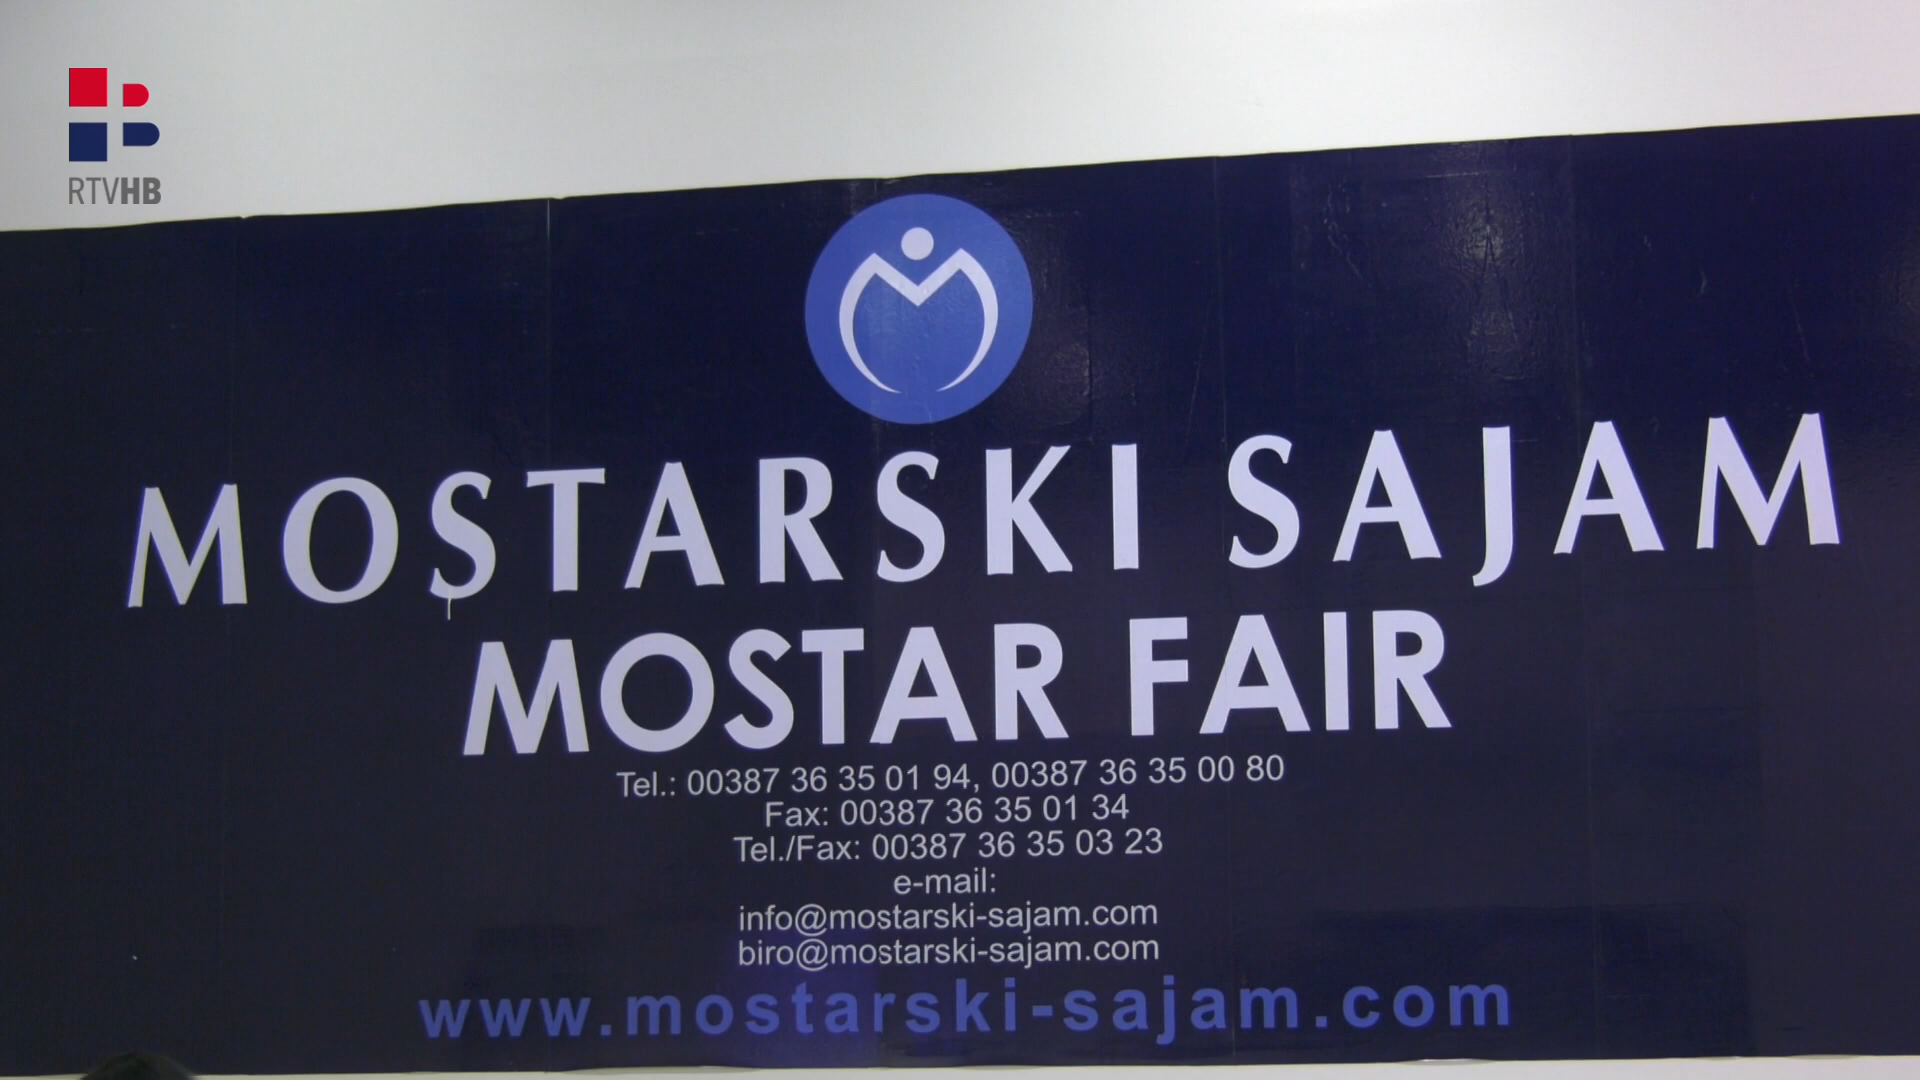 RTVHB
MOSTARSKI SAJAM
MOSTAR FAIR
Tel.: 00387 36 35 01 94, 00387 36 35 00 80
Fax: 00387 36 35 01 34
Tel./Fax: 00387 36 35 03 23
e-mail:
info@mostarski-sajam.com
biro@mostarski-sajam.com
www.mostarski-sajam.com